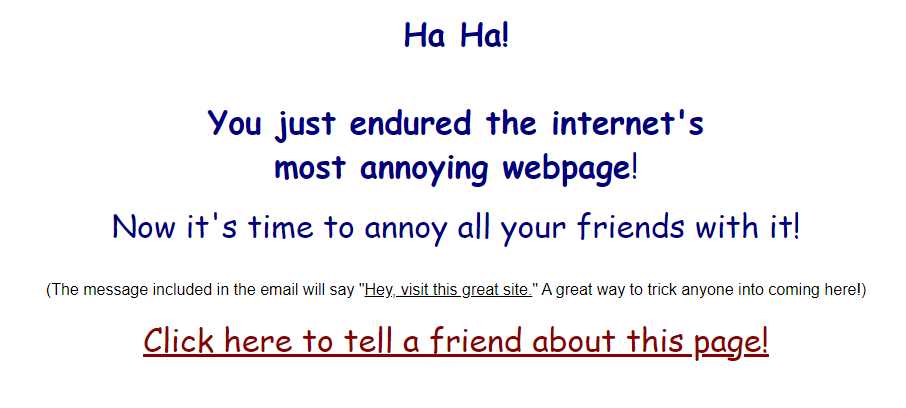 Ha Ha!
You just endured the internet's
most annoying webpage!
Now it's time to annoy all your friends with it!
(The message included in the email will say "Hey, visit this great site." A great way to trick anyone into coming here!)
Click here to tell a friend about this page!